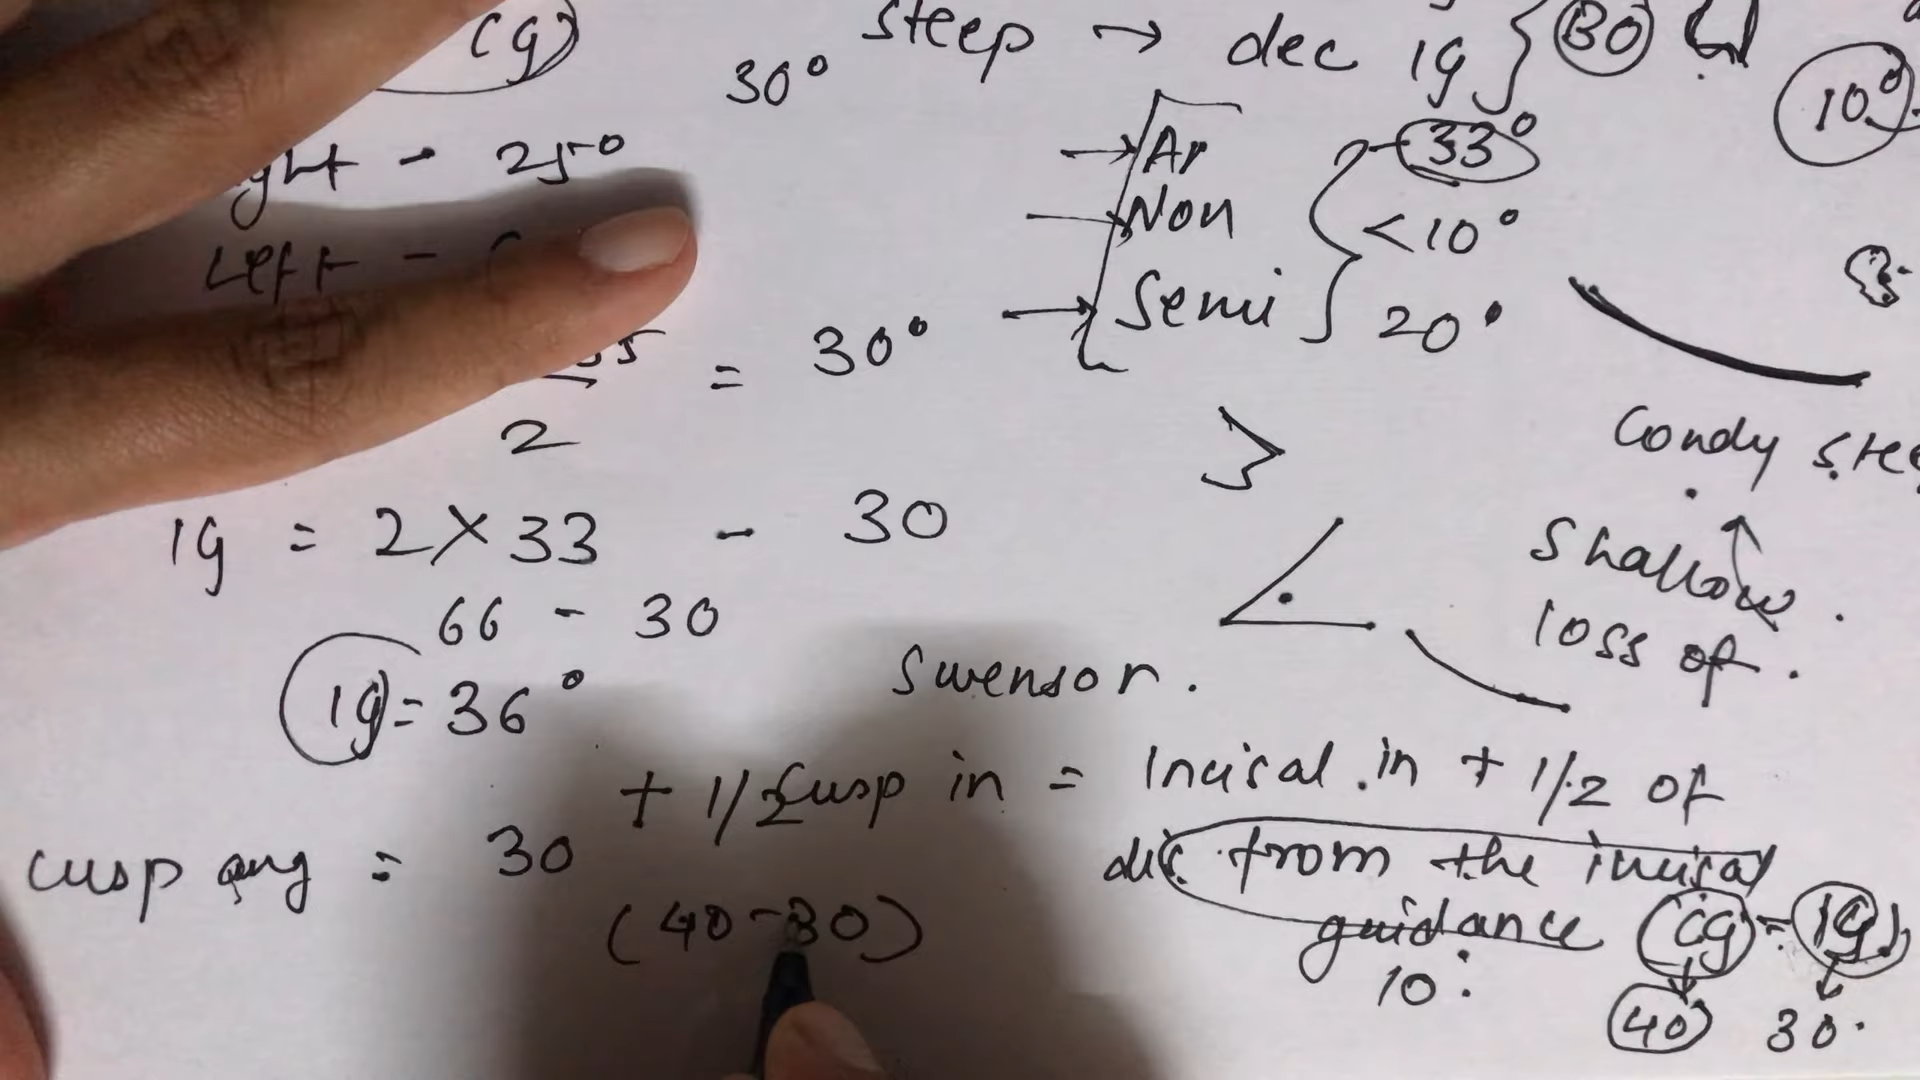 (g)
30°
steep → dec Ig } 30
10°
ght - 25°
Left -
= 30°
2
→ Ar 33°
Non < 10°
→ Semi 20°
Condy
Shallow.
loss of.
Ig = 2 × 33 - 30
66 - 30
Ig = 36°
Swensor.
Cusp in = Incisal.in + 1/2 of
dec from the incisal
guidance (Cg - Ig)
10:
40 30.
cusp ang = 30 + 1/2
(40-30)